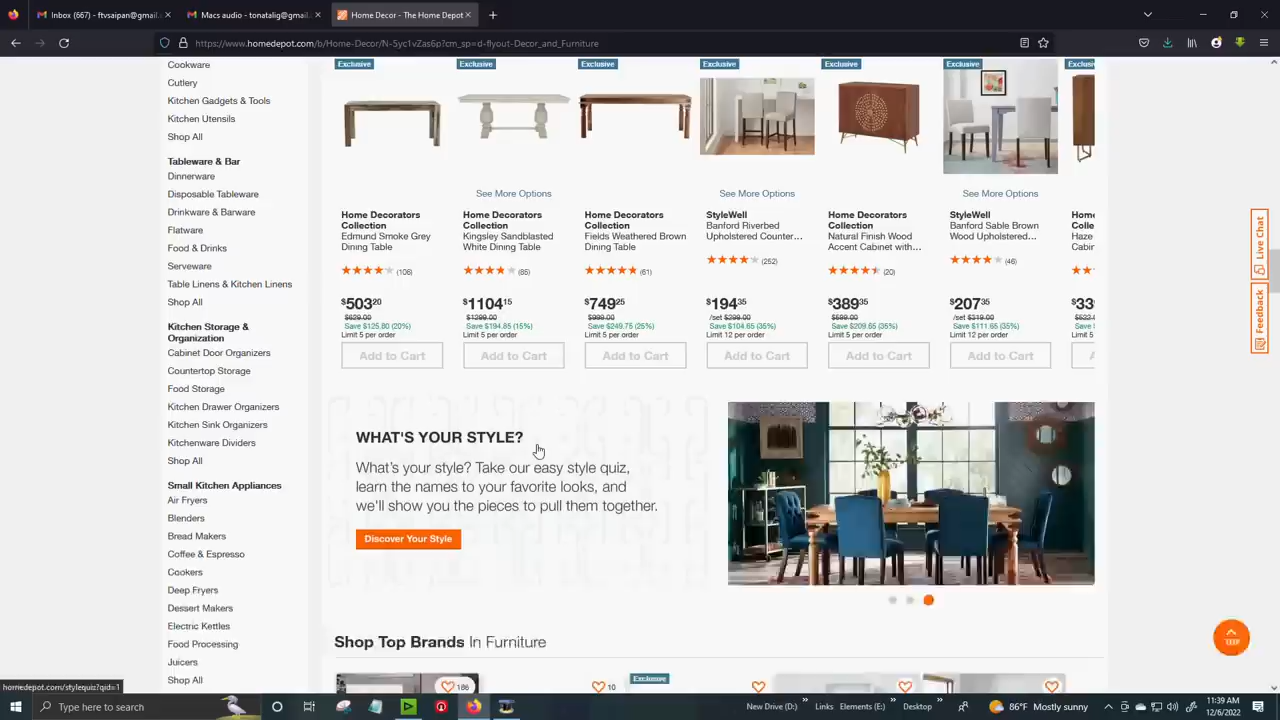 Inbox (667) - ftvsaipan@gmail.
Macs audio - tonatalig@gmail.
Home Decor – The Home Depot
https://www.homedepot.com/b/Home-Decor/N-5yc1vZas6p?cm_sp=d-flyout-Decor_and_Furniture
Cookware
Cutlery
Kitchen Gadgets & Tools
Kitchen Utensils
Shop All
Tableware & Bar
Dinnerware
Disposable Tableware
Drinkware & Barware
Flatware
Food & Drinks
Serveware
Table Linens & Kitchen Linens
Shop All
Kitchen Storage &
Organization
Cabinet Door Organizers
Countertop Storage
Food Storage
Kitchen Drawer Organizers
Kitchen Sink Organizers
Kitchenware Dividers
Shop All
Small Kitchen Appliances
Air Fryers
Blenders
Bread Makers
Coffee & Espresso
Cookers
Deep Fryers
Dessert Makers
Electric Kettles
Food Processing
Juicers
Shop All
Exclusive Exclusive Exclusive Exclusive Exclusive Exclusive
See More Options See More Options See More Options
Home Decorators
Collection
Edmund Smoke Grey
Dining Table
(106)
$503.20
$629.00
Save $125.80 (20%)
Limit 5 per order
Add to Cart
Home Decorators
Collection
Kingsley Sandblasted
White Dining Table
(85)
$1104.15
$1299.00
Save $194.85 (15%)
Limit 5 per order
Add to Cart
Home Decorators
Collection
Fields Weathered Brown
Dining Table
(61)
$749.25
$999.00
Save $249.75 (25%)
Limit 5 per order
Add to Cart
StyleWell
Banford Riverbed
Upholstered Counter...
(252)
$194.35
/set $299.00
Save $104.65 (35%)
Limit 12 per order
Add to Cart
Home Decorators
Collection
Natural Finish Wood
Accent Cabinet with...
(20)
$389.35
$599.00
Save $209.65 (35%)
Limit 5 per order
Add to Cart
StyleWell
Banford Sable Brown
Wood Upholstered...
(46)
$207.35
/set $319.00
Save $111.65 (35%)
Limit 12 per order
Add to Cart
Home
Colle
Haze
Cabin
WHAT'S YOUR STYLE?
What's your style? Take our easy style quiz,
learn the names to your favorite looks, and
we'll show you the pieces to pull them together.
Discover Your Style
Shop Top Brands In Furniture
186
10
Exclusive
Live Chat
Feedback
TOP
homedepot.com/stylequiz?qid=1
Type here to search
New Drive (D:)
Links
Elements (E:)
Desktop
86°F Mostly sunny
11:39 AM
12/6/2022